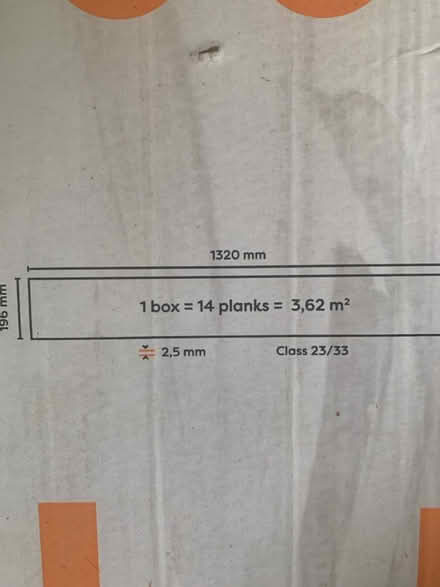 1320 mm
196 mm
1 box = 14 planks = 3,62 m²
2,5 mm
Class 23/33